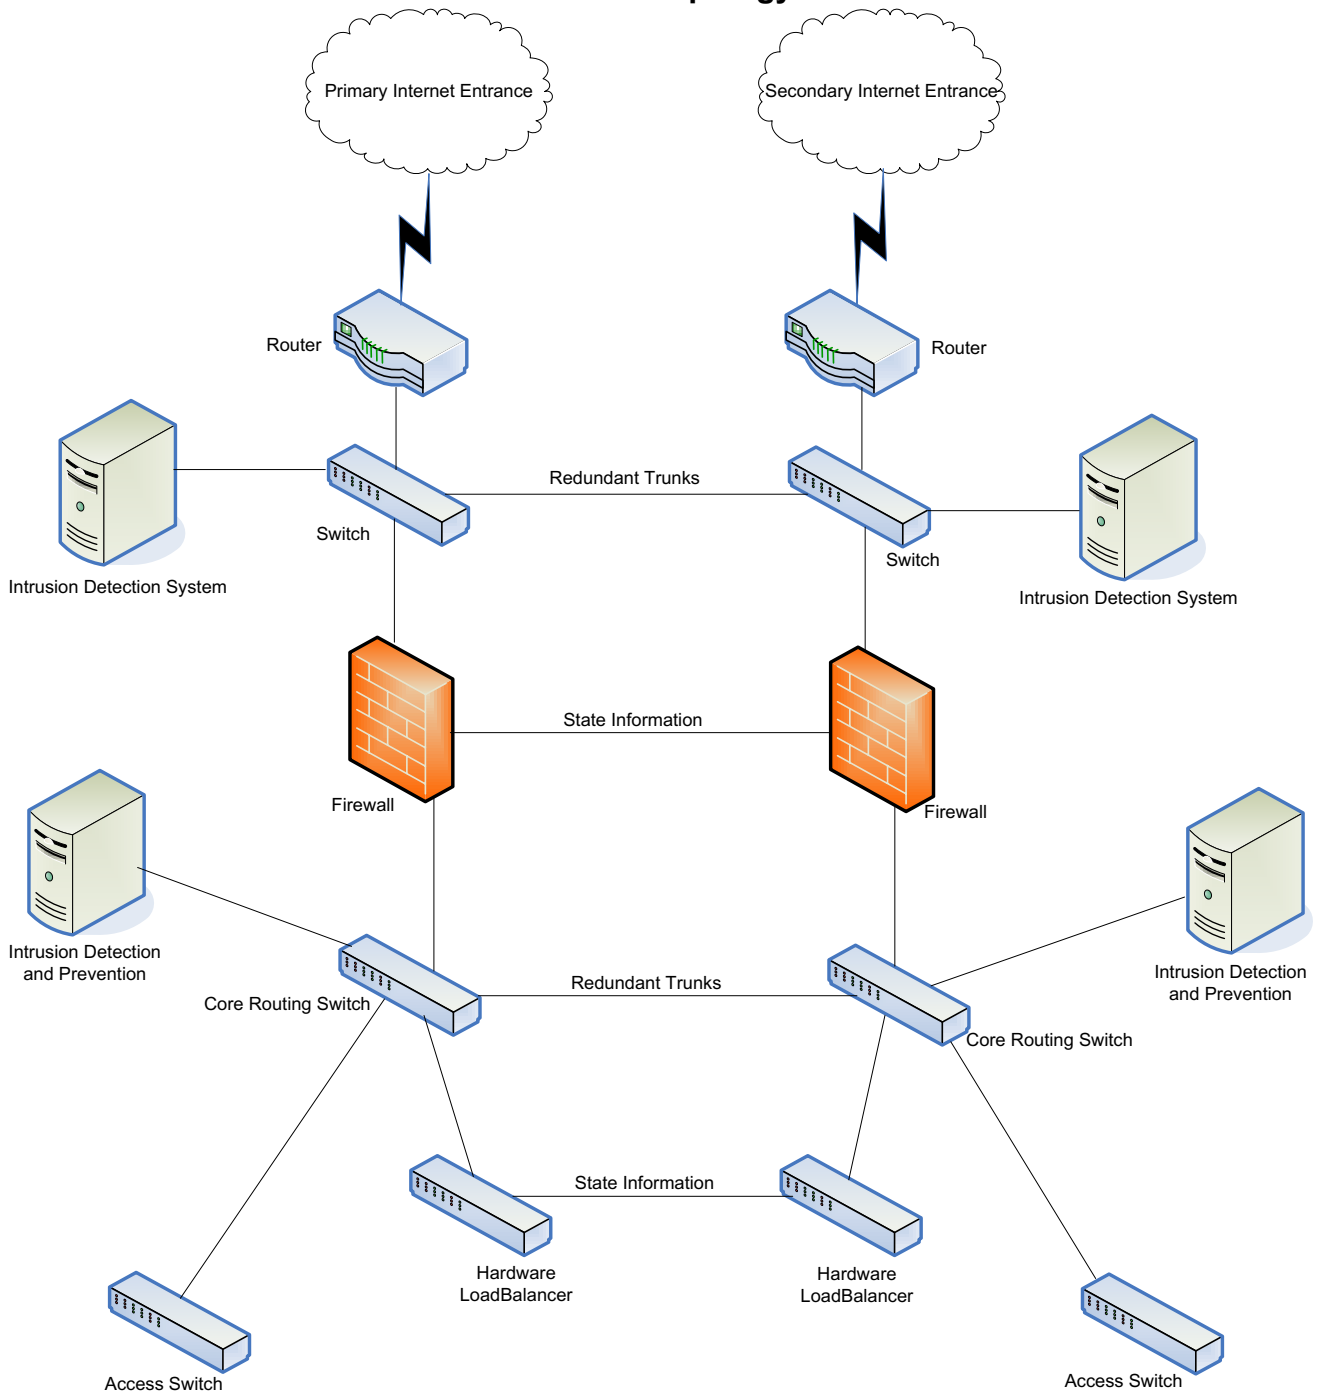 Primary Internet Entrance
Secondary Internet Entrance
Router
Router
Redundant Trunks
Switch
Switch
Intrusion Detection System
Intrusion Detection System
State Information
Firewall
Firewall
Intrusion Detection
and Prevention
Intrusion Detection
and Prevention
Redundant Trunks
Core Routing Switch
Core Routing Switch
State Information
Hardware
LoadBalancer
Hardware
LoadBalancer
Access Switch
Access Switch